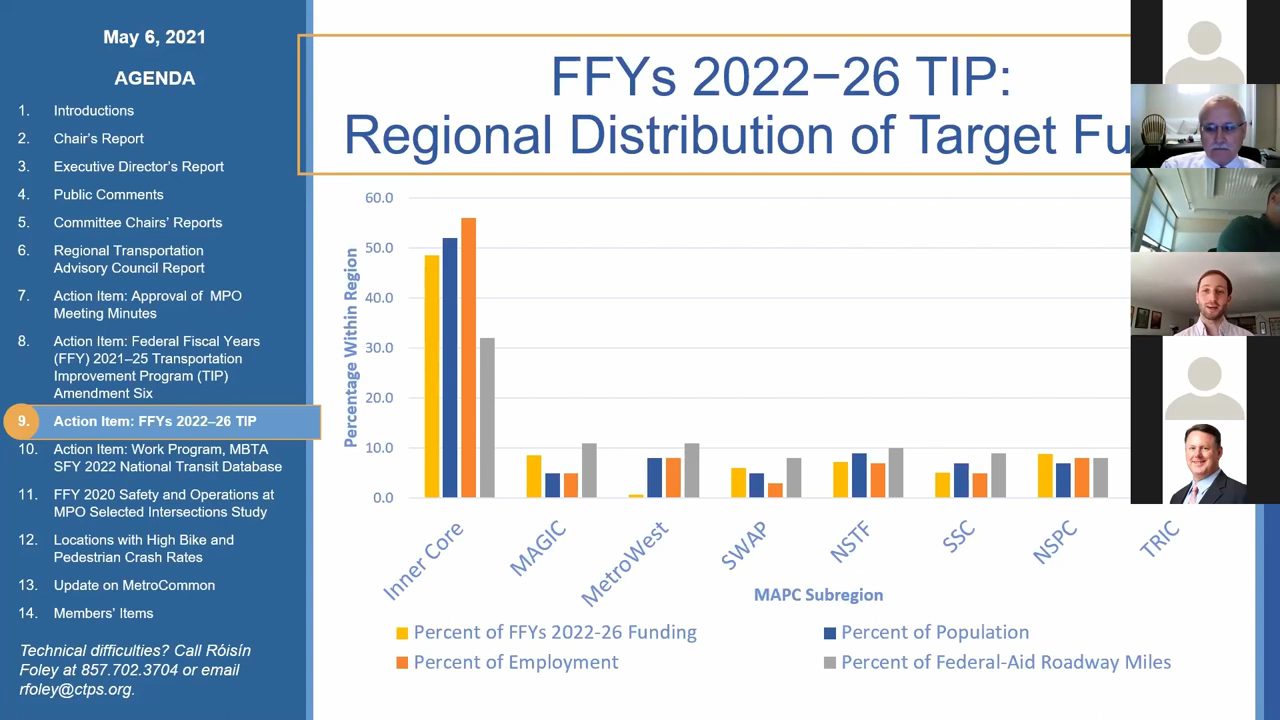 May 6, 2021
AGENDA
1. Introductions
2. Chair's Report
3. Executive Director's Report
4. Public Comments
5. Committee Chairs' Reports
6. Regional Transportation
Advisory Council Report
7. Action Item: Approval of MPO
Meeting Minutes
8. Action Item: Federal Fiscal Years
(FFY) 2021–25 Transportation
Improvement Program (TIP)
Amendment Six
9. Action Item: FFYs 2022–26 TIP
10. Action Item: Work Program, MBTA
SFY 2022 National Transit Database
11. FFY 2020 Safety and Operations at
MPO Selected Intersections Study
12. Locations with High Bike and
Pedestrian Crash Rates
13. Update on MetroCommon
14. Members' Items
Technical difficulties? Call Róisín
Foley at 857.702.3704 or email
rfoley@ctps.org.
FFYs 2022−26 TIP:
Regional Distribution of Target Fu
Percentage Within Region
60.0
50.0
40.0
30.0
20.0
10.0
0.0
Inner Core
MAGIC
MetroWest
SWAP
NSTF
SSC
NSPC
TRIC
MAPC Subregion
Percent of FFYs 2022-26 Funding
Percent of Population
Percent of Employment
Percent of Federal-Aid Roadway Miles